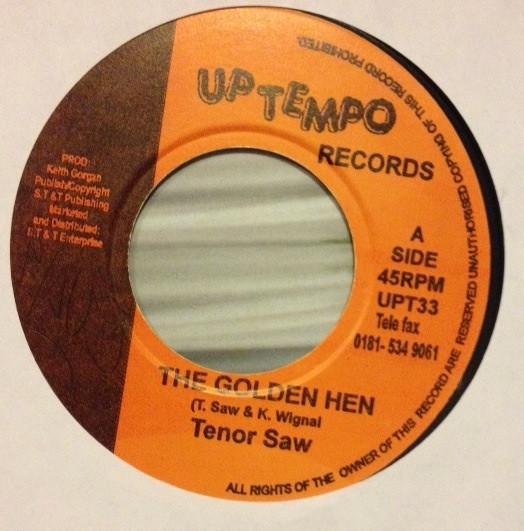 UP TEMPO
RECORDS
PROD:
Keith Gorgan
Publish/Copyright
S.T & T Publishing
Marketed
and Distributed:
S.T & T Enterprise
A
SIDE
45RPM
UPT33
Tele fax
0181- 534 9061
THE GOLDEN HEN
(T. Saw & K. Wignal
Tenor Saw
ALL RIGHTS OF THE OWNER OF THIS RECORD ARE RESERVED UNAUTHORISED COPYING OF THIS RECORD PROHIBITED.